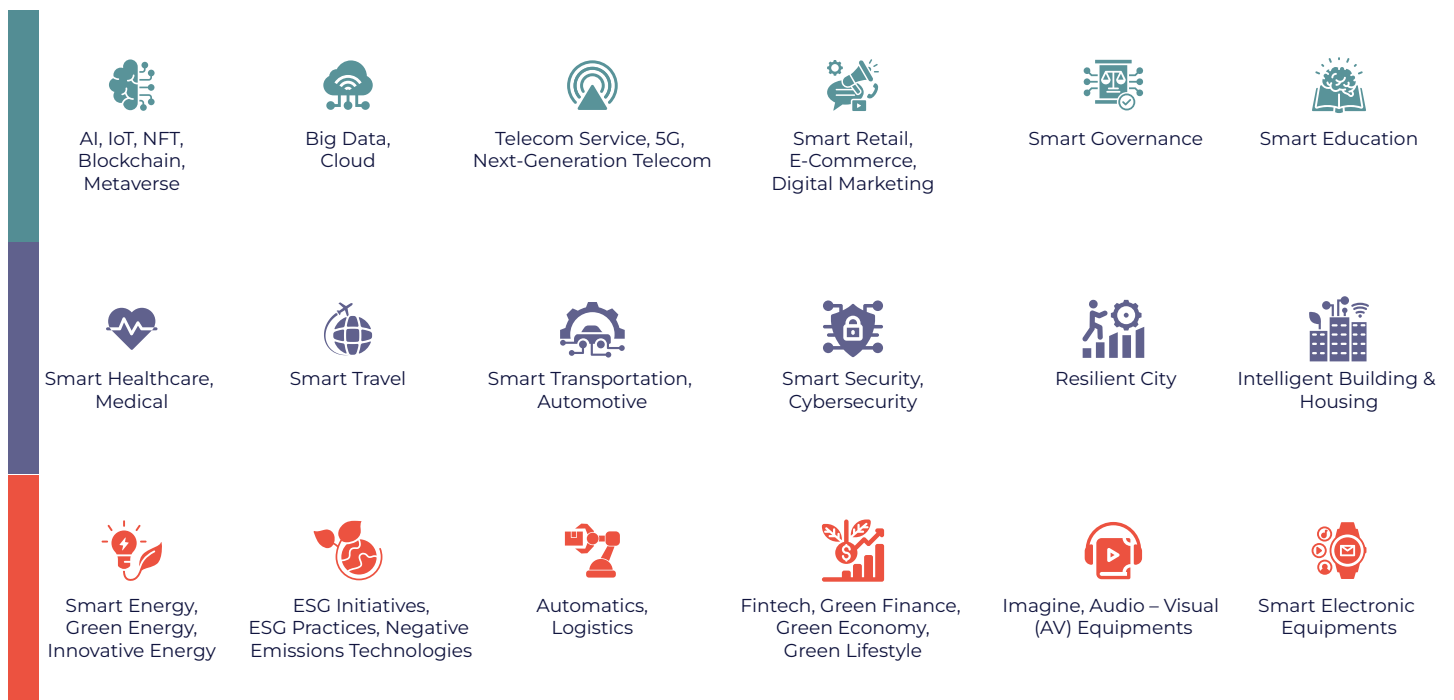 AI, IoT, NFT,
Blockchain,
Metaverse
Big Data,
Cloud
Telecom Service, 5G,
Next-Generation Telecom
Smart Retail,
E-Commerce,
Digital Marketing
Smart Governance
Smart Education
Smart Healthcare,
Medical
Smart Travel
Smart Transportation,
Automotive
Smart Security,
Cybersecurity
Resilient City
Intelligent Building &
Housing
Smart Energy,
Green Energy,
Innovative Energy
ESG Initiatives,
ESG Practices, Negative
Emissions Technologies
Automatics,
Logistics
Fintech, Green Finance,
Green Economy,
Green Lifestyle
Imagine, Audio – Visual
(AV) Equipments
Smart Electronic
Equipments